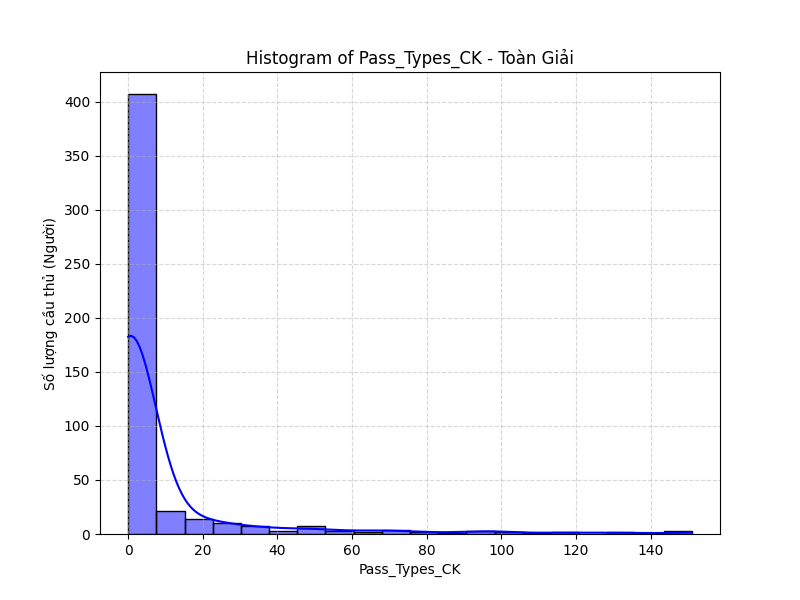 Histogram of Pass_Types_CK - Toàn Giải
400
350
300
250
200
150
100
50
0
Số lượng cầu thủ (Người)
0 20 40 60 80 100 120 140
Pass_Types_CK